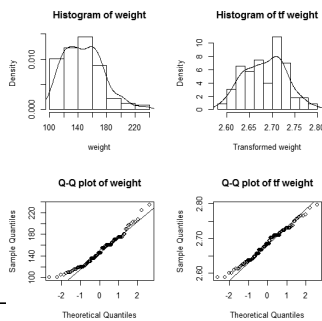 Histogram of weight
Density
0.000
0.010
100
140
180
220
weight
Histogram of tf weight
Density
0
2
4
6
8
10
2.60
2.65
2.70
2.75
2.80
Transformed weight
Q-Q plot of weight
Sample Quantiles
100
140
180
220
-2
-1
0
1
2
Theoretical Quantiles
Q-Q plot of tf weight
Sample Quantiles
2.60
2.70
2.80
-2
-1
0
1
2
Theoretical Quantiles